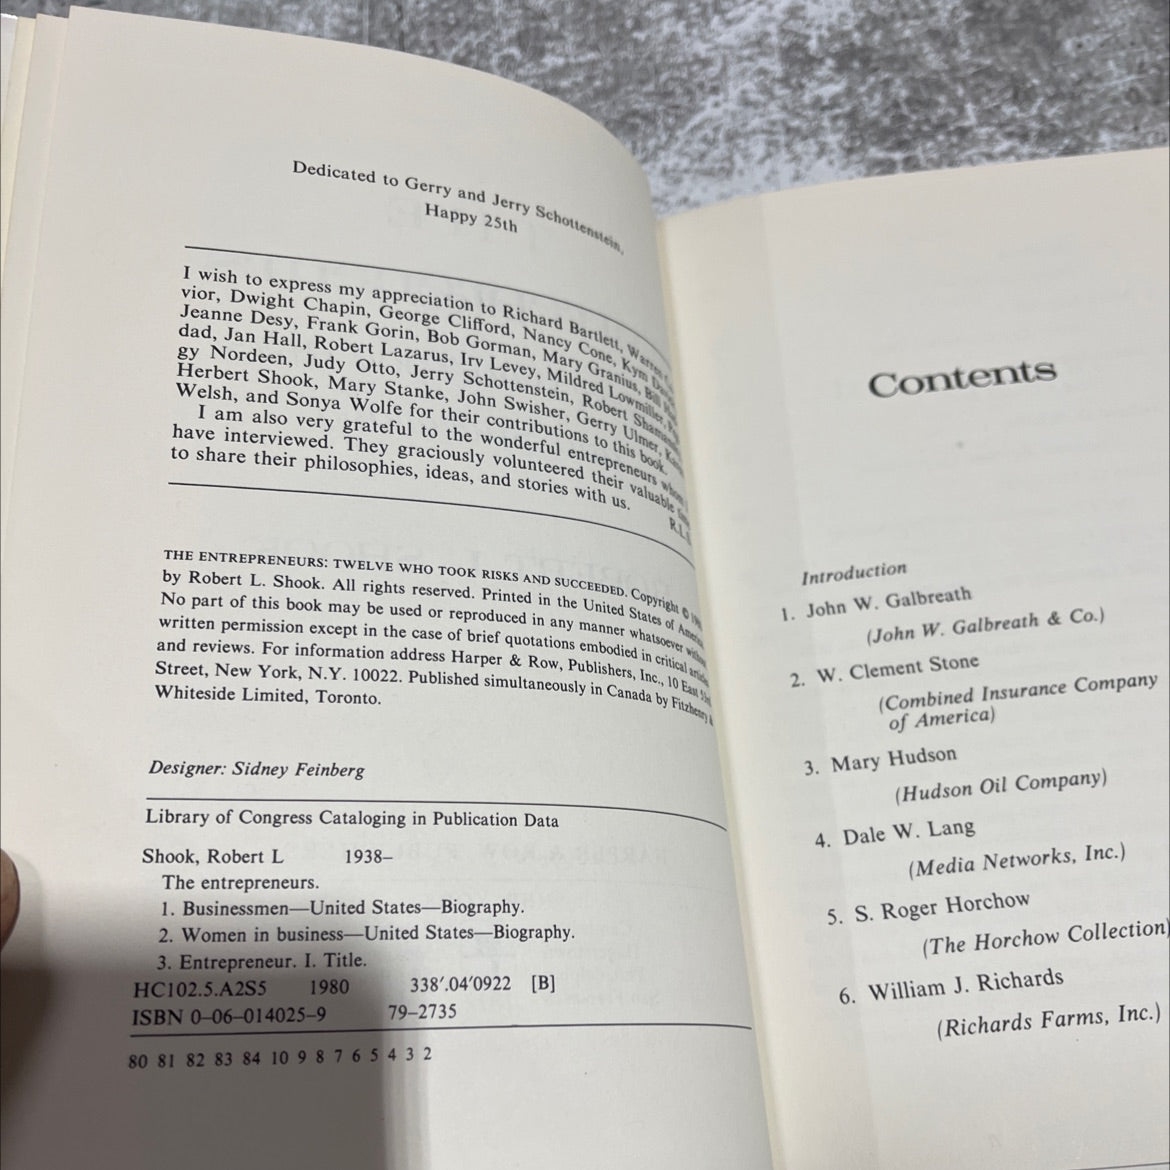 Dedicated to Gerry and Jerry Schottenstein,
Happy 25th
I wish to express my appreciation to Richard Bartlett, Warren
vior, Dwight Chapin, George Clifford, Nancy Cone, Kym
Jeanne Desy, Frank Gorin, Bob Gorman, Mary Granius, Bill
dad, Jan Hall, Robert Lazarus, Irv Levey, Mildred Lowmiller,
gy Nordeen, Judy Otto, Jerry Schottenstein, Robert
Herbert Shook, Mary Stanke, John Swisher, Gerry Ulmer,
Welsh, and Sonya Wolfe for their contributions to this book.
I am also very grateful to the wonderful entrepreneurs whom I
have interviewed. They graciously volunteered their valuable time
to share their philosophies, ideas, and stories with us.
R.L.S.
THE ENTREPRENEURS: TWELVE WHO TOOK RISKS AND SUCCEEDED. Copyright ©
by Robert L. Shook. All rights reserved. Printed in the United States of America.
No part of this book may be used or reproduced in any manner whatsoever without
written permission except in the case of brief quotations embodied in critical articles
and reviews. For information address Harper & Row, Publishers, Inc., 10 East 53rd
Street, New York, N.Y. 10022. Published simultaneously in Canada by Fitzhenry &
Whiteside Limited, Toronto.
Designer: Sidney Feinberg
Library of Congress Cataloging in Publication Data
Shook, Robert L 1938–
The entrepreneurs.
1. Businessmen—United States—Biography.
2. Women in business—United States—Biography.
3. Entrepreneur. I. Title.
HC102.5.A2S5 1980 338′.04′0922 [B]
ISBN 0–06–014025–9 79–2735
80 81 82 83 84 10 9 8 7 6 5 4 3 2
Contents
Introduction
1. John W. Galbreath
(John W. Galbreath & Co.)
2. W. Clement Stone
(Combined Insurance Company
of America)
3. Mary Hudson
(Hudson Oil Company)
4. Dale W. Lang
(Media Networks, Inc.)
5. S. Roger Horchow
(The Horchow Collection)
6. William J. Richards
(Richards Farms, Inc.)